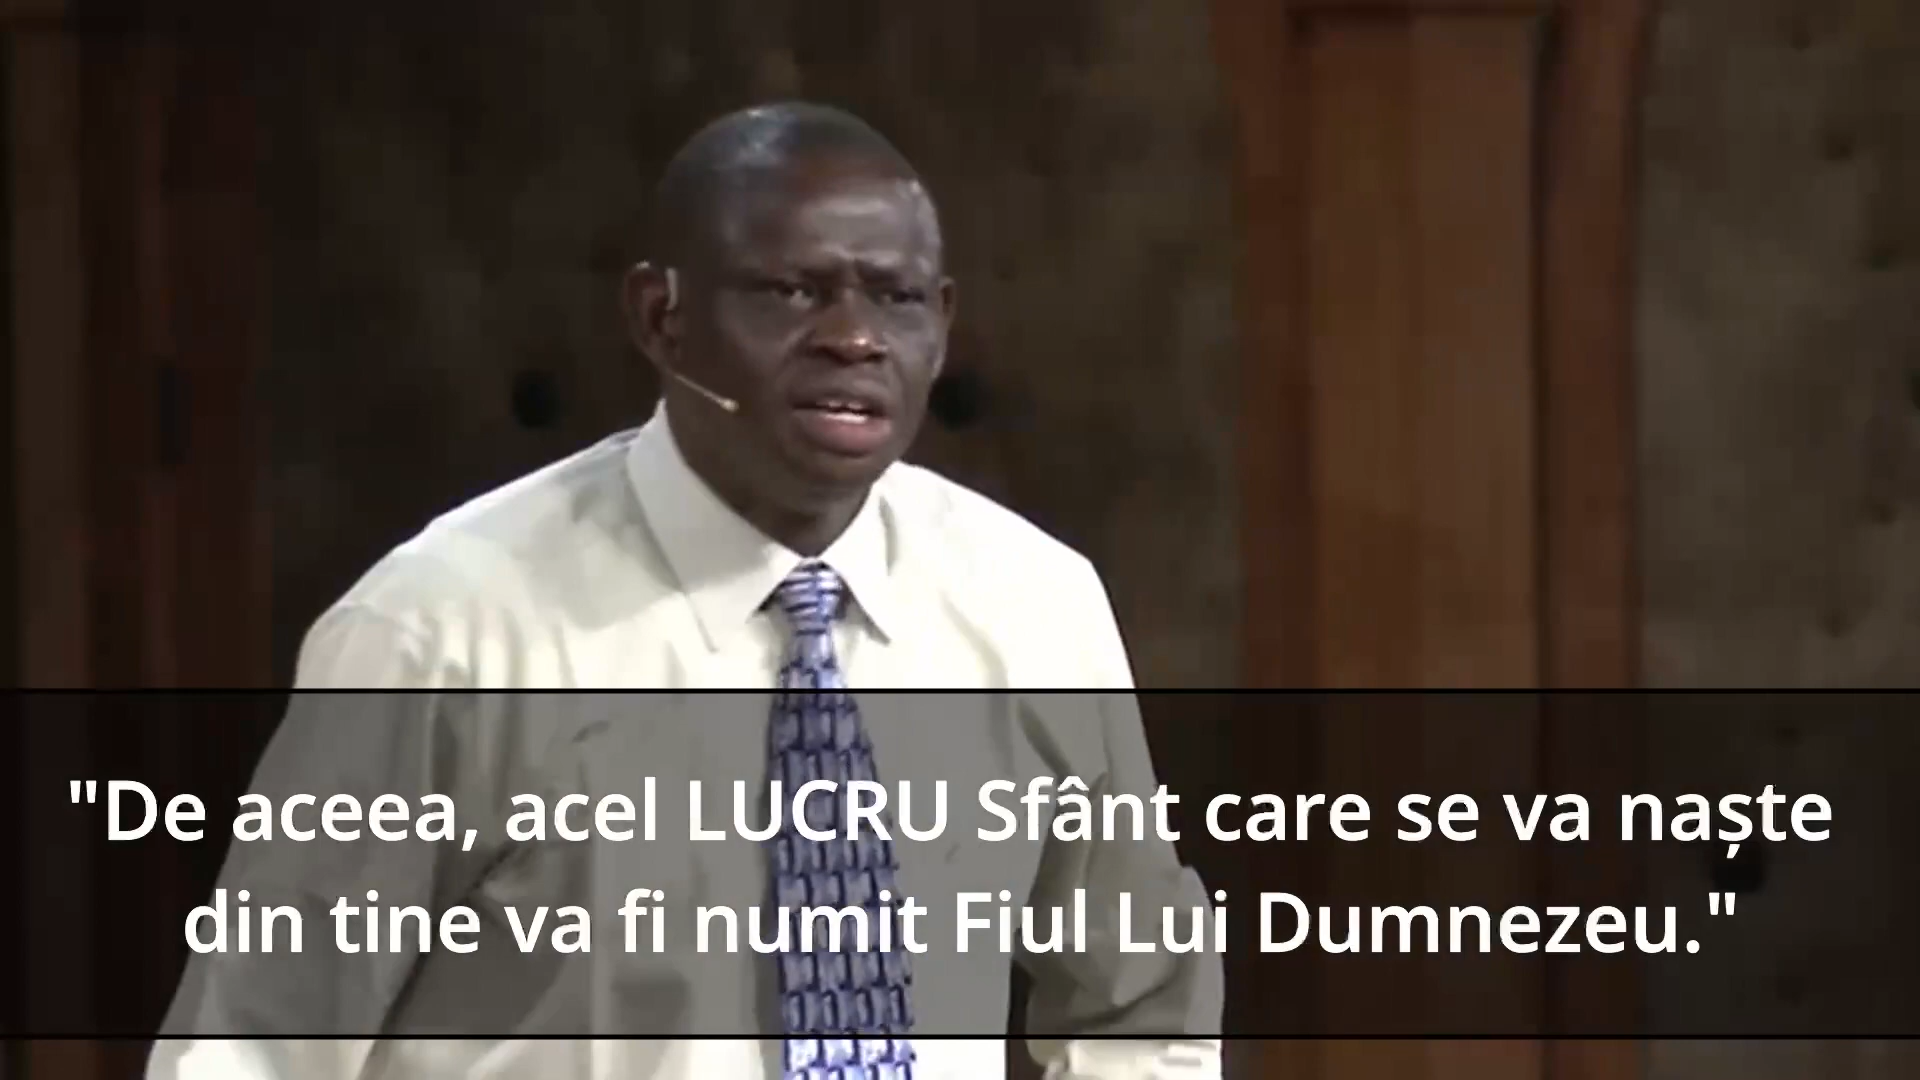 "De aceea, acel LUCRU Sfânt care se va naște
din tine va fi numit Fiul Lui Dumnezeu."